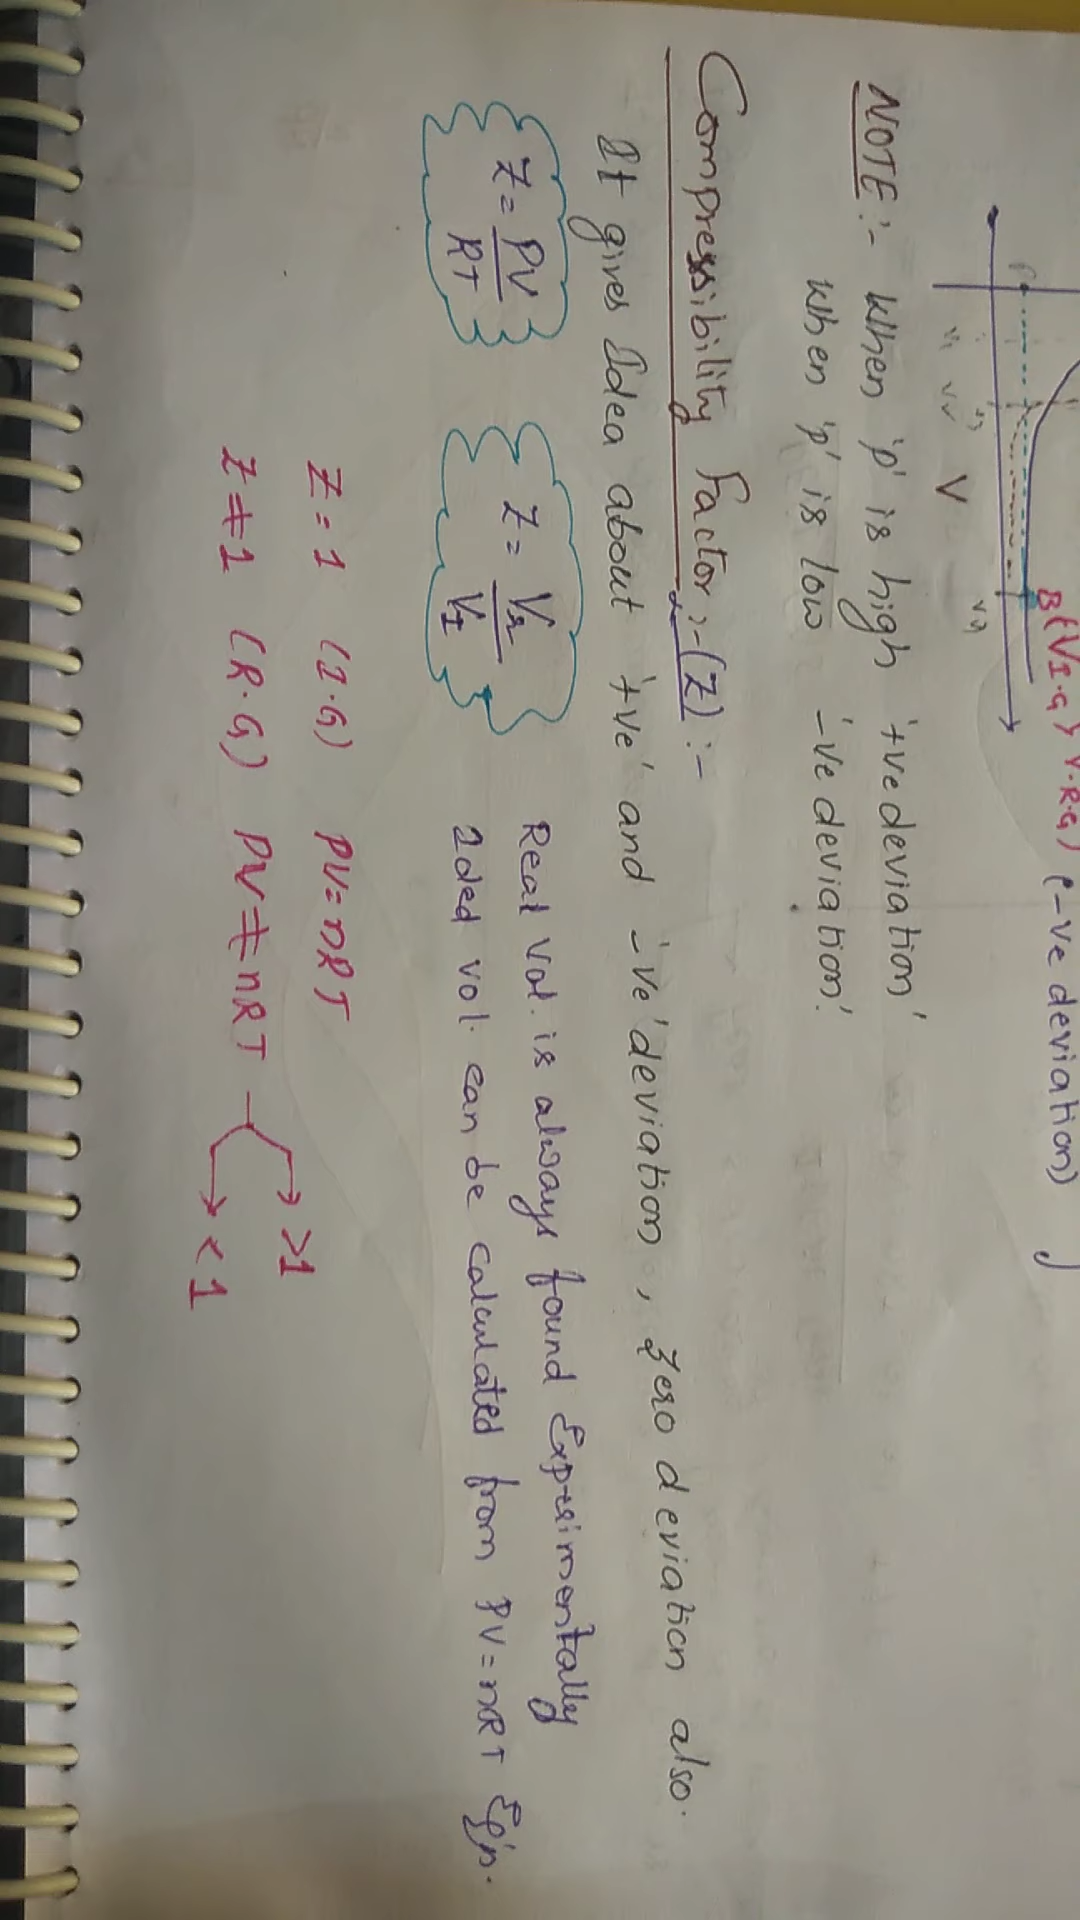 B(V I.G > V.R.G) (-ve deviation)
V
NOTE :- When 'p' is high '+ve deviation'
When 'p' is low '-ve deviation'.
Compressibility Factor :- (Z) :-
It gives Idea about '+ve' and '-ve' deviation, zero deviation also.
Z = PV/RT
Z = Vr/VI
Real Vol. is always found Experimentally
Ided vol. can be calculated from PV = nRT Eq'n.
Z = 1 (I.G) PV = nRT
Z ≠ 1 (R.G) PV ≠ nRT
>1
<1